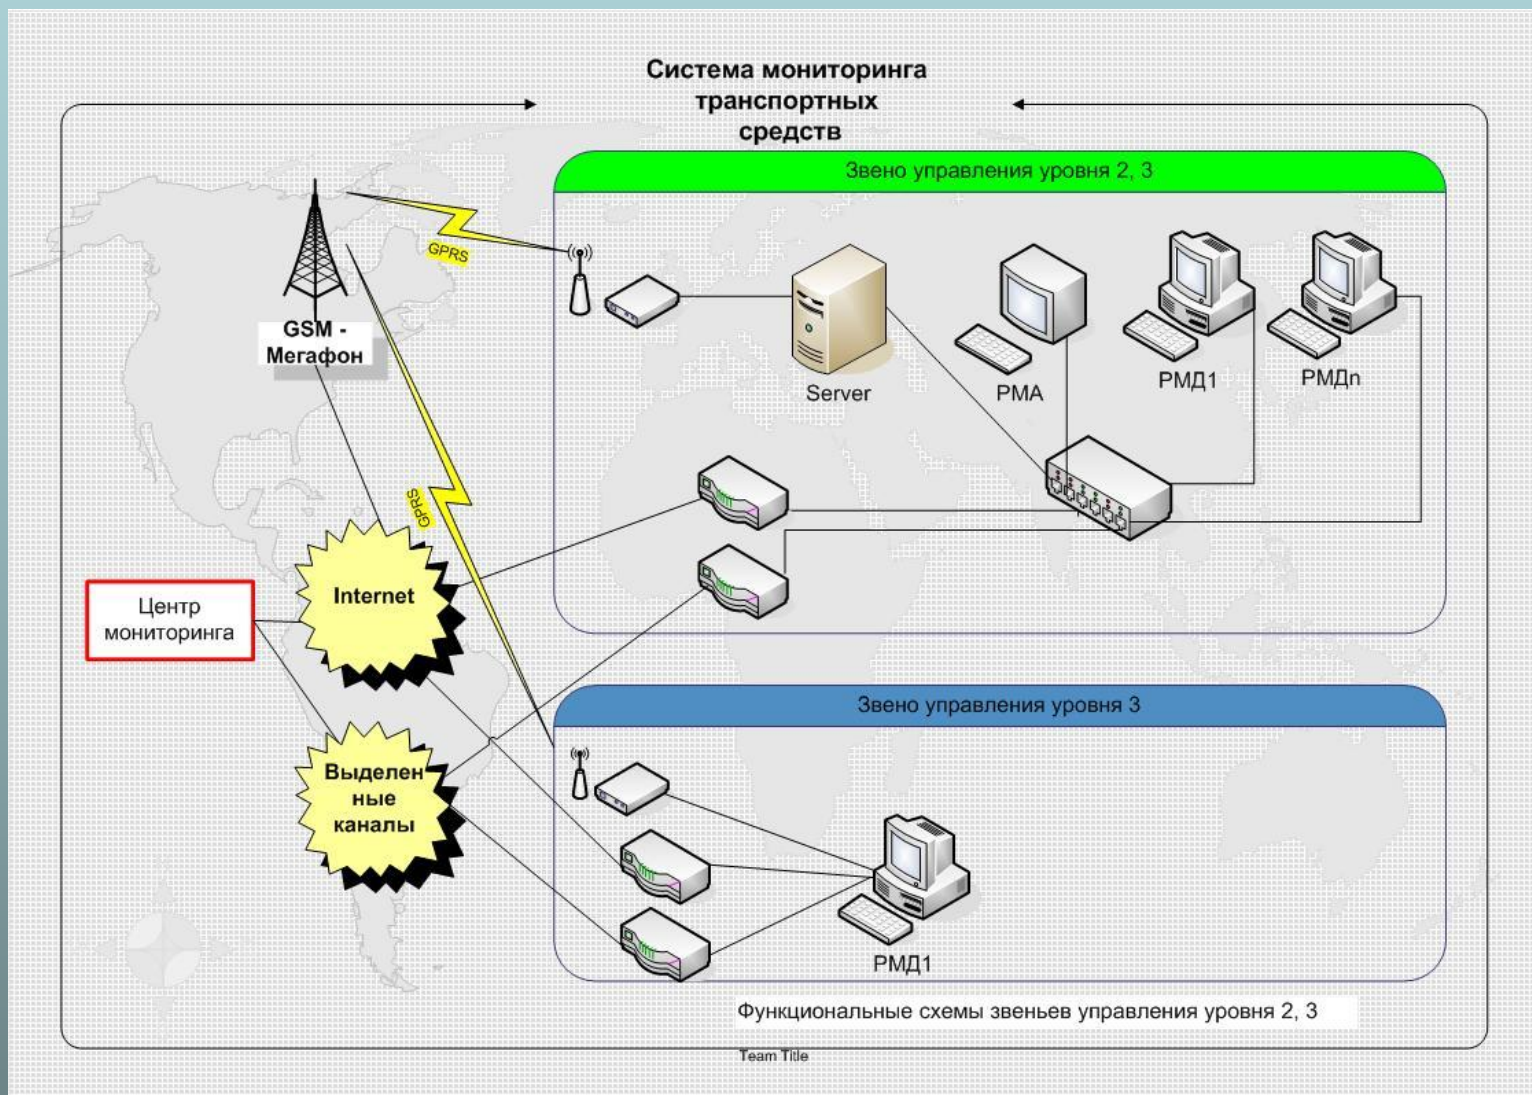 Система мониторинга
транспортных
средств
Звено управления уровня 2, 3
GPRS
GSM -
Мегафон
Server
РМА
РМД1
РМДn
GPRS
Internet
Центр
мониторинга
Звено управления уровня 3
Выделен
ные
каналы
РМД1
Функциональные схемы звеньев управления уровня 2, 3
Team Title